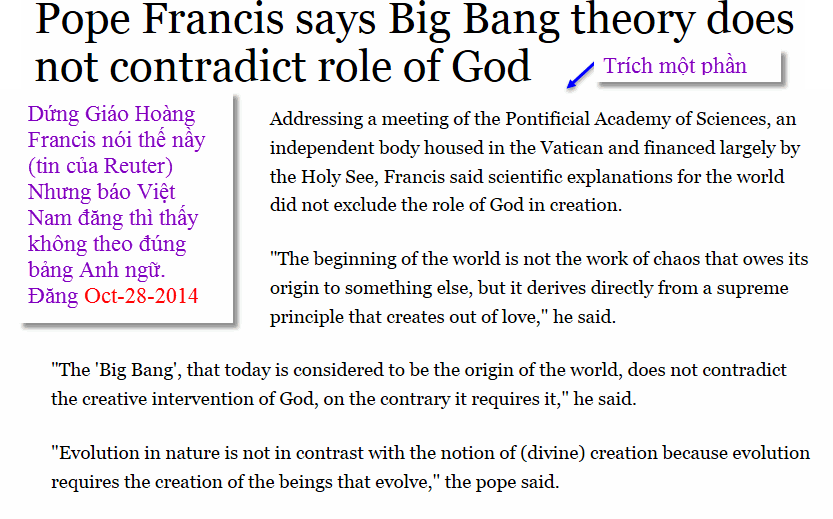 Pope Francis says Big Bang theory does
not contradict role of God
Trích một phần
Dứng Giáo Hoàng
Francis nói thế nầy
(tin của Reuter)
Nhưng báo Việt
Nam đăng thì thấy
không theo đúng
bảng Anh ngữ.
Đăng Oct-28-2014
Addressing a meeting of the Pontificial Academy of Sciences, an
independent body housed in the Vatican and financed largely by
the Holy See, Francis said scientific explanations for the world
did not exclude the role of God in creation.
"The beginning of the world is not the work of chaos that owes its
origin to something else, but it derives directly from a supreme
principle that creates out of love," he said.
"The 'Big Bang', that today is considered to be the origin of the world, does not contradict
the creative intervention of God, on the contrary it requires it," he said.
"Evolution in nature is not in contrast with the notion of (divine) creation because evolution
requires the creation of the beings that evolve," the pope said.